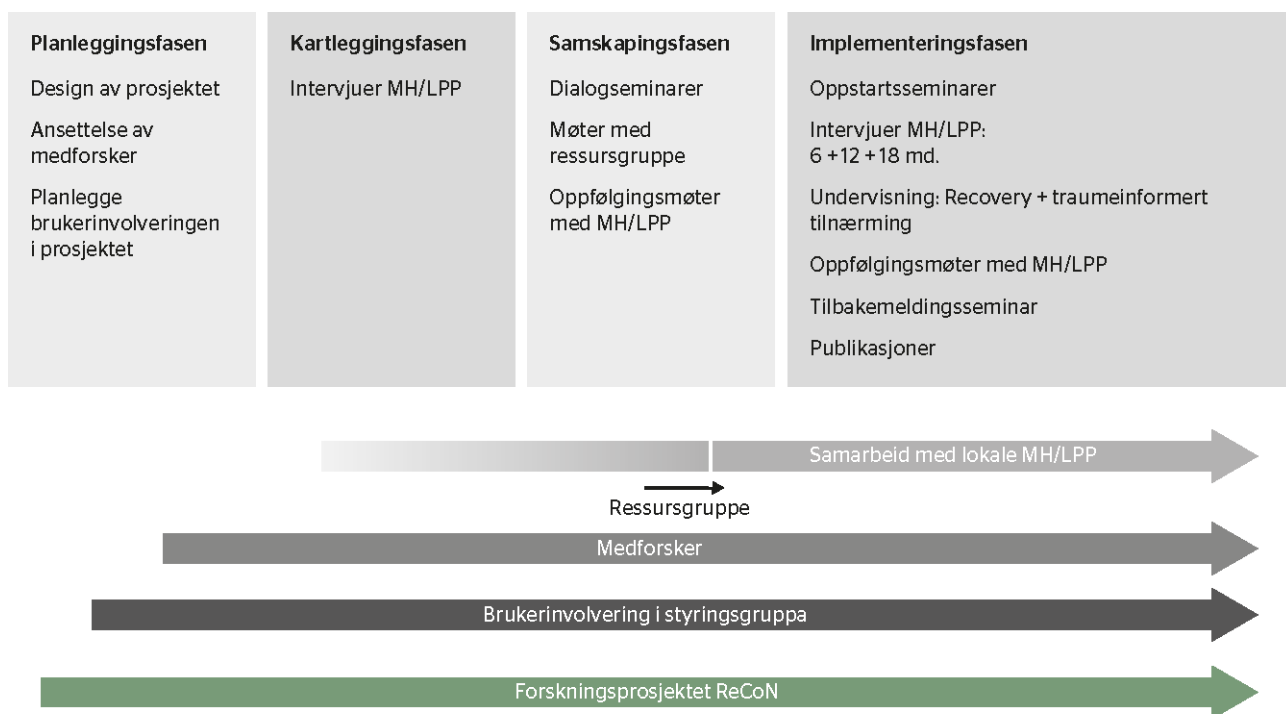 Planleggingsfasen
Design av prosjektet
Ansettelse av
medforsker
Planlegge
brukerinvolveringen
i prosjektet
Kartleggingsfasen
Intervjuer MH/LPP
Samskapingsfasen
Dialogseminarer
Møter med
ressursgruppe
Oppfølgingsmøter
med MH/LPP
Implementeringsfasen
Oppstartsseminarer
Intervjuer MH/LPP:
6 +12 +18 md.
Undervisning: Recovery + traumeinformert
tilnærming
Oppfølgingsmøter med MH/LPP
Tilbakemeldingsseminar
Publikasjoner
Samarbeid med lokale MH/LPP
Ressursgruppe
Medforsker
Brukerinvolvering i styringsgruppa
Forskningsprosjektet ReCoN